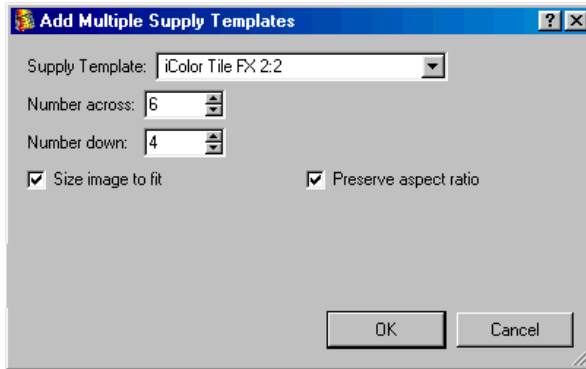 Add Multiple Supply Templates
Supply Template: iColor Tile FX 2:2
Number across: 6
Number down: 4
Size image to fit Preserve aspect ratio
OK Cancel